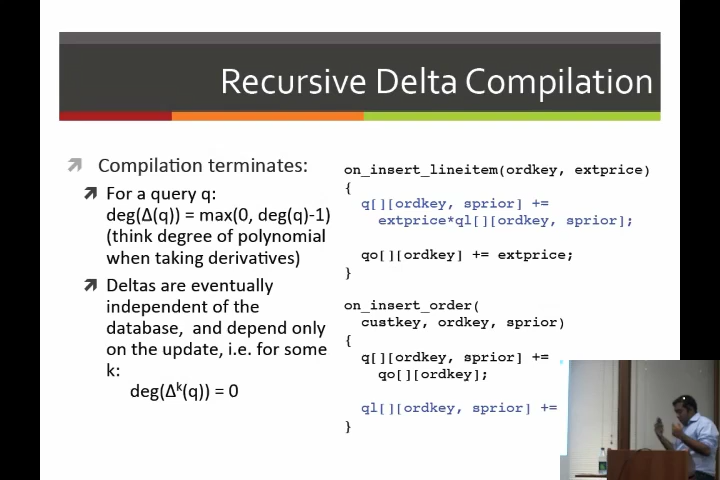 Recursive Delta Compilation
Compilation terminates:
For a query q:
deg(Δ(q)) = max(0, deg(q)-1)
(think degree of polynomial
when taking derivatives)
Deltas are eventually
independent of the
database, and depend only
on the update, i.e. for some
k:
deg(Δᵏ(q)) = 0
on_insert_lineitem(ordkey, extprice)
{
q[][ordkey, sprior] +=
extprice*ql[][ordkey, sprior];
qo[][ordkey] += extprice;
}
on_insert_order(
custkey, ordkey, sprior)
{
q[][ordkey, sprior] +=
qo[][ordkey];
ql[][ordkey, sprior] +=
}